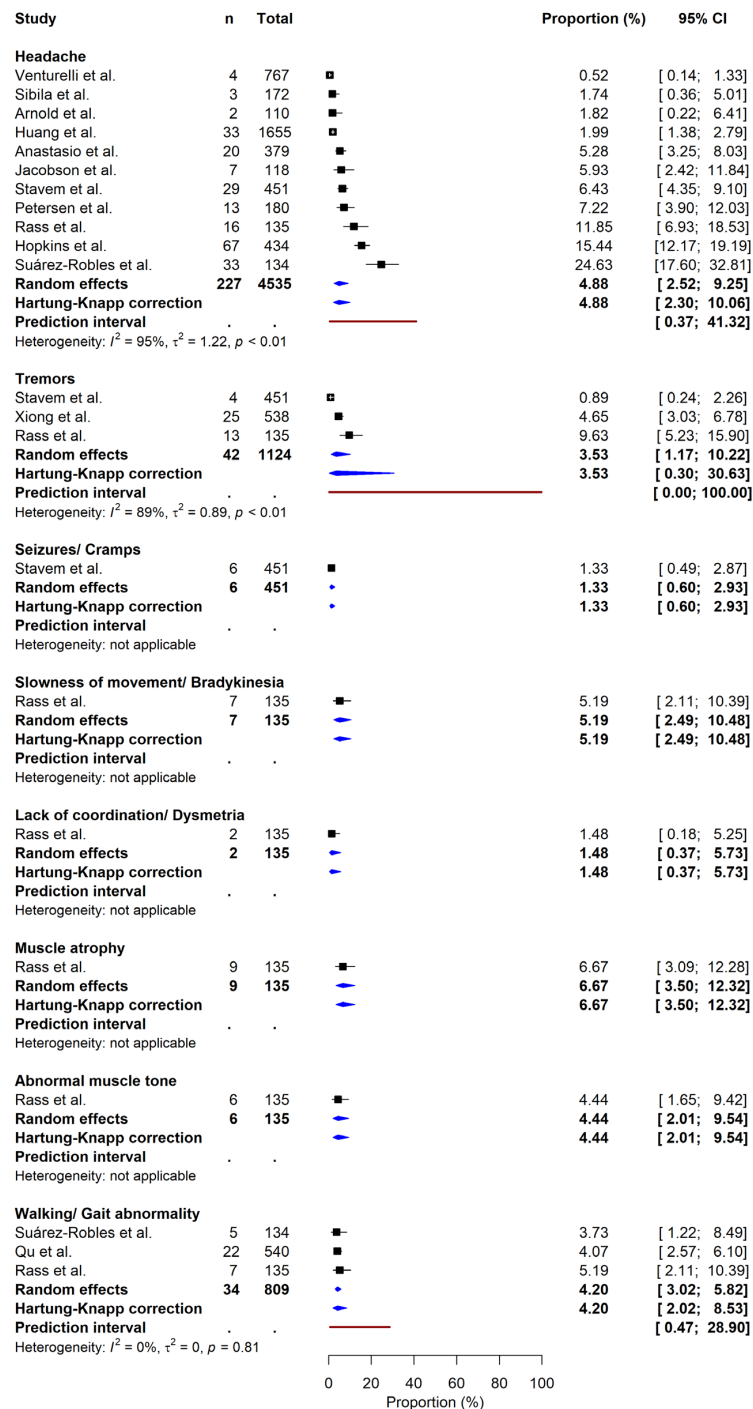 Study n Total Proportion (%) 95% CI
Headache
Venturelli et al. 4 767 0.52 [ 0.14; 1.33]
Sibila et al. 3 172 1.74 [ 0.36; 5.01]
Arnold et al. 2 110 1.82 [ 0.22; 6.41]
Huang et al. 33 1655 1.99 [ 1.38; 2.79]
Anastasio et al. 20 379 5.28 [ 3.25; 8.03]
Jacobson et al. 7 118 5.93 [ 2.42; 11.84]
Stavem et al. 29 451 6.43 [ 4.35; 9.10]
Petersen et al. 13 180 7.22 [ 3.90; 12.03]
Rass et al. 16 135 11.85 [ 6.93; 18.53]
Hopkins et al. 67 434 15.44 [12.17; 19.19]
Suárez-Robles et al. 33 134 24.63 [17.60; 32.81]
Random effects 227 4535 4.88 [ 2.52; 9.25]
Hartung-Knapp correction 4.88 [ 2.30; 10.06]
Prediction interval . . [ 0.37; 41.32]
Heterogeneity: I² = 95%, τ² = 1.22, p < 0.01
Tremors
Stavem et al. 4 451 0.89 [ 0.24; 2.26]
Xiong et al. 25 538 4.65 [ 3.03; 6.78]
Rass et al. 13 135 9.63 [ 5.23; 15.90]
Random effects 42 1124 3.53 [ 1.17; 10.22]
Hartung-Knapp correction 3.53 [ 0.30; 30.63]
Prediction interval . . [ 0.00; 100.00]
Heterogeneity: I² = 89%, τ² = 0.89, p < 0.01
Seizures/ Cramps
Stavem et al. 6 451 1.33 [ 0.49; 2.87]
Random effects 6 451 1.33 [ 0.60; 2.93]
Hartung-Knapp correction 1.33 [ 0.60; 2.93]
Prediction interval . .
Heterogeneity: not applicable
Slowness of movement/ Bradykinesia
Rass et al. 7 135 5.19 [ 2.11; 10.39]
Random effects 7 135 5.19 [ 2.49; 10.48]
Hartung-Knapp correction 5.19 [ 2.49; 10.48]
Prediction interval . .
Heterogeneity: not applicable
Lack of coordination/ Dysmetria
Rass et al. 2 135 1.48 [ 0.18; 5.25]
Random effects 2 135 1.48 [ 0.37; 5.73]
Hartung-Knapp correction 1.48 [ 0.37; 5.73]
Prediction interval . .
Heterogeneity: not applicable
Muscle atrophy
Rass et al. 9 135 6.67 [ 3.09; 12.28]
Random effects 9 135 6.67 [ 3.50; 12.32]
Hartung-Knapp correction 6.67 [ 3.50; 12.32]
Prediction interval . .
Heterogeneity: not applicable
Abnormal muscle tone
Rass et al. 6 135 4.44 [ 1.65; 9.42]
Random effects 6 135 4.44 [ 2.01; 9.54]
Hartung-Knapp correction 4.44 [ 2.01; 9.54]
Prediction interval . .
Heterogeneity: not applicable
Walking/ Gait abnormality
Suárez-Robles et al. 5 134 3.73 [ 1.22; 8.49]
Qu et al. 22 540 4.07 [ 2.57; 6.10]
Rass et al. 7 135 5.19 [ 2.11; 10.39]
Random effects 34 809 4.20 [ 3.02; 5.82]
Hartung-Knapp correction 4.20 [ 2.02; 8.53]
Prediction interval . . [ 0.47; 28.90]
Heterogeneity: I² = 0%, τ² = 0, p = 0.81
0 20 40 60 80 100
Proportion (%)